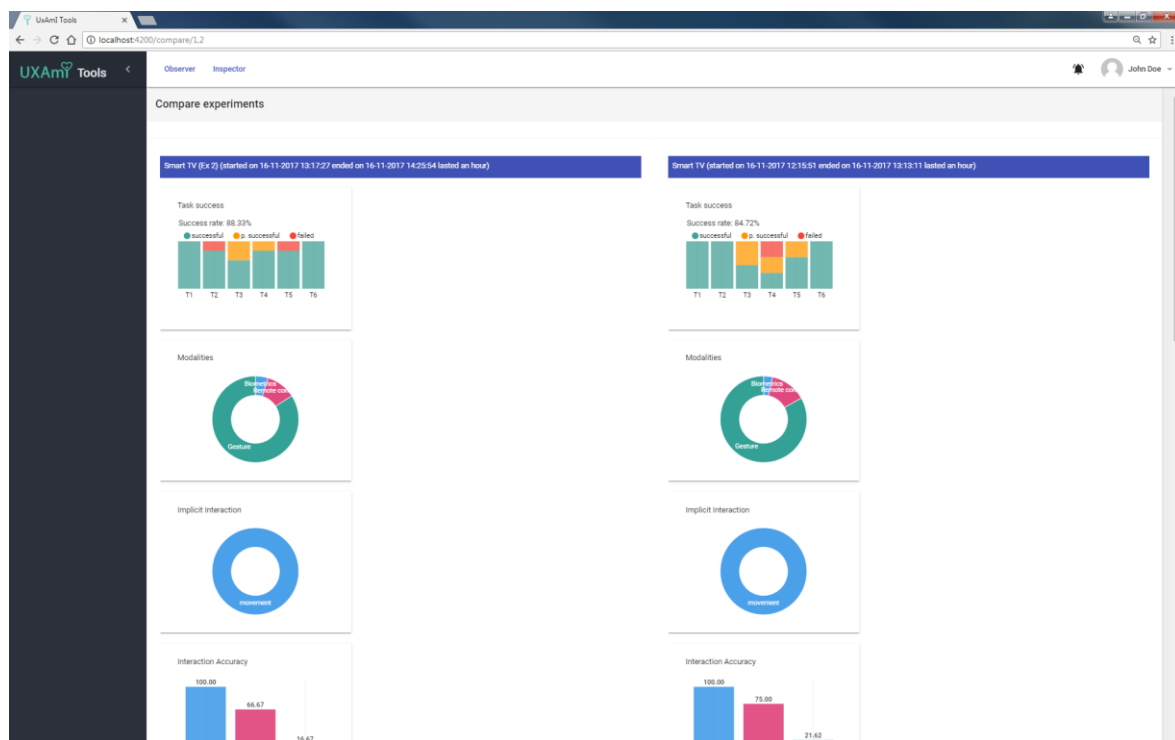 UxAmI Tools
localhost:4200/compare/1,2
UXAmI Tools
Observer Inspector
John Doe
Compare experiments
Smart TV (Ex 2) (started on 16-11-2017 13:17:27 ended on 16-11-2017 14:25:54 lasted an hour)
Smart TV (started on 16-11-2017 12:15:51 ended on 16-11-2017 13:13:11 lasted an hour)
Task success
Success rate: 88.33%
successful p. successful failed
T1 T2 T3 T4 T5 T6
Task success
Success rate: 84.72%
successful p. successful failed
T1 T2 T3 T4 T5 T6
Modalities
Biometrics
Remote con
Gesture
Modalities
Biometrics
Remote con
Gesture
Implicit Interaction
movement
Implicit Interaction
movement
Interaction Accuracy
100.00
66.67
16.67
Interaction Accuracy
100.00
75.00
21.62